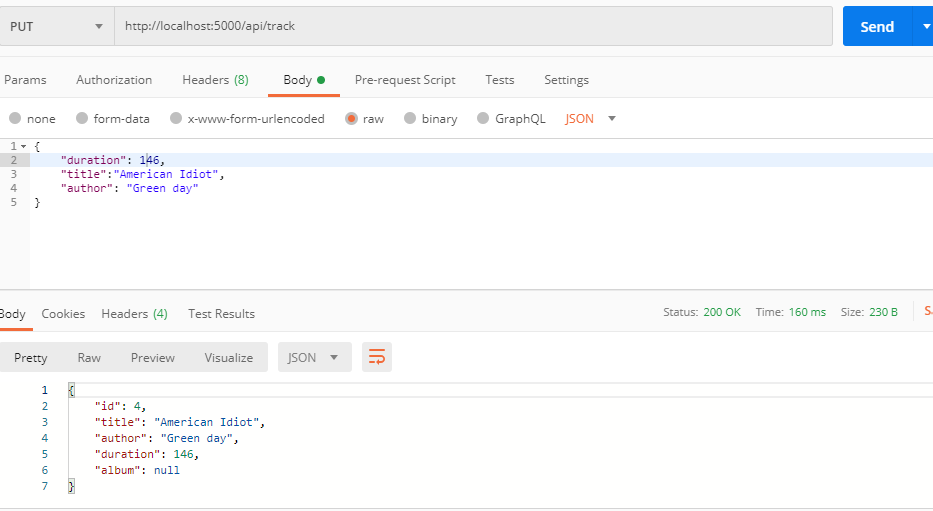 PUT http://localhost:5000/api/track Send
Params Authorization Headers (8) Body Pre-request Script Tests Settings
none form-data x-www-form-urlencoded raw binary GraphQL JSON
1 {
2 "duration": 146,
3 "title":"American Idiot",
4 "author": "Green day"
5 }
Body Cookies Headers (4) Test Results Status: 200 OK Time: 160 ms Size: 230 B
Pretty Raw Preview Visualize JSON
1 {
2 "id": 4,
3 "title": "American Idiot",
4 "author": "Green day",
5 "duration": 146,
6 "album": null
7 }